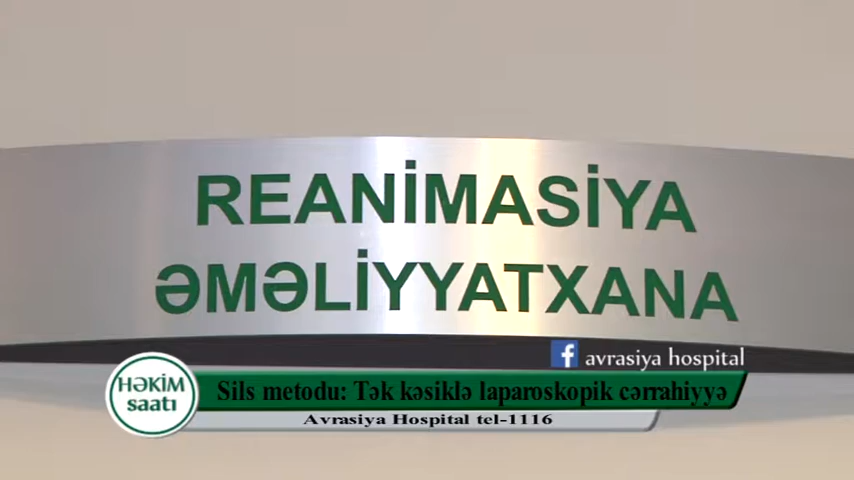 REANİMASİYA
ƏMƏLİYYATXANA
f avrasiya hospital
HƏKİM
saatı
Sils metodu: Tək kəsiklə laparoskopik cərrahiyyə
Avrasiya Hospital tel-1116